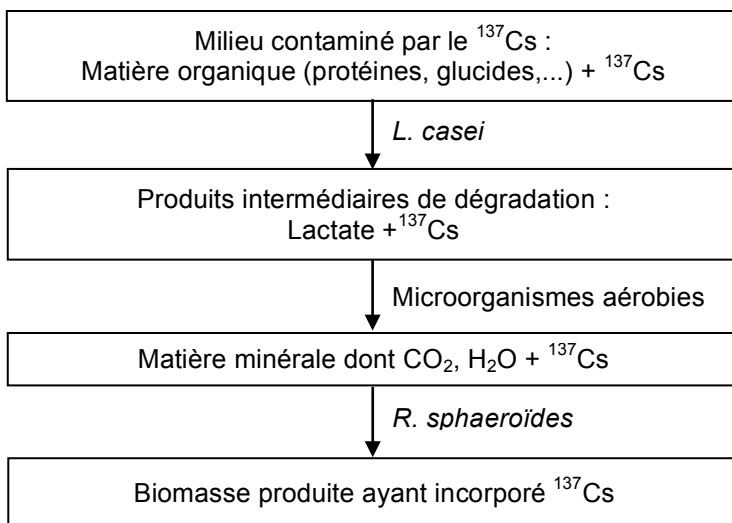 Milieu contaminé par le ¹³⁷Cs :
Matière organique (protéines, glucides,...) + ¹³⁷Cs
L. casei
Produits intermédiaires de dégradation :
Lactate +¹³⁷Cs
Microorganismes aérobies
Matière minérale dont CO₂, H₂O + ¹³⁷Cs
R. sphaeroïdes
Biomasse produite ayant incorporé ¹³⁷Cs